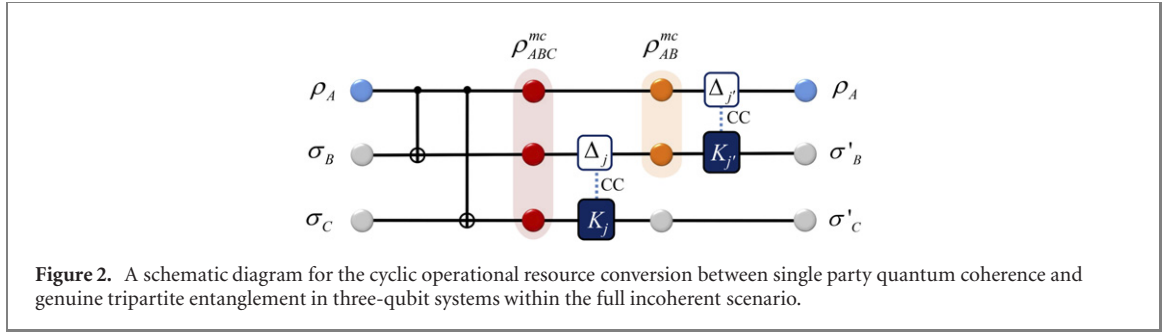 ρ^{mc}_{ABC} ρ^{mc}_{AB}
ρ_A Δ_{j'} ρ_A
CC
σ_B Δ_j K_{j'} σ'_B
CC
σ_C K_j σ'_C
Figure 2. A schematic diagram for the cyclic operational resource conversion between single party quantum coherence and
genuine tripartite entanglement in three-qubit systems within the full incoherent scenario.